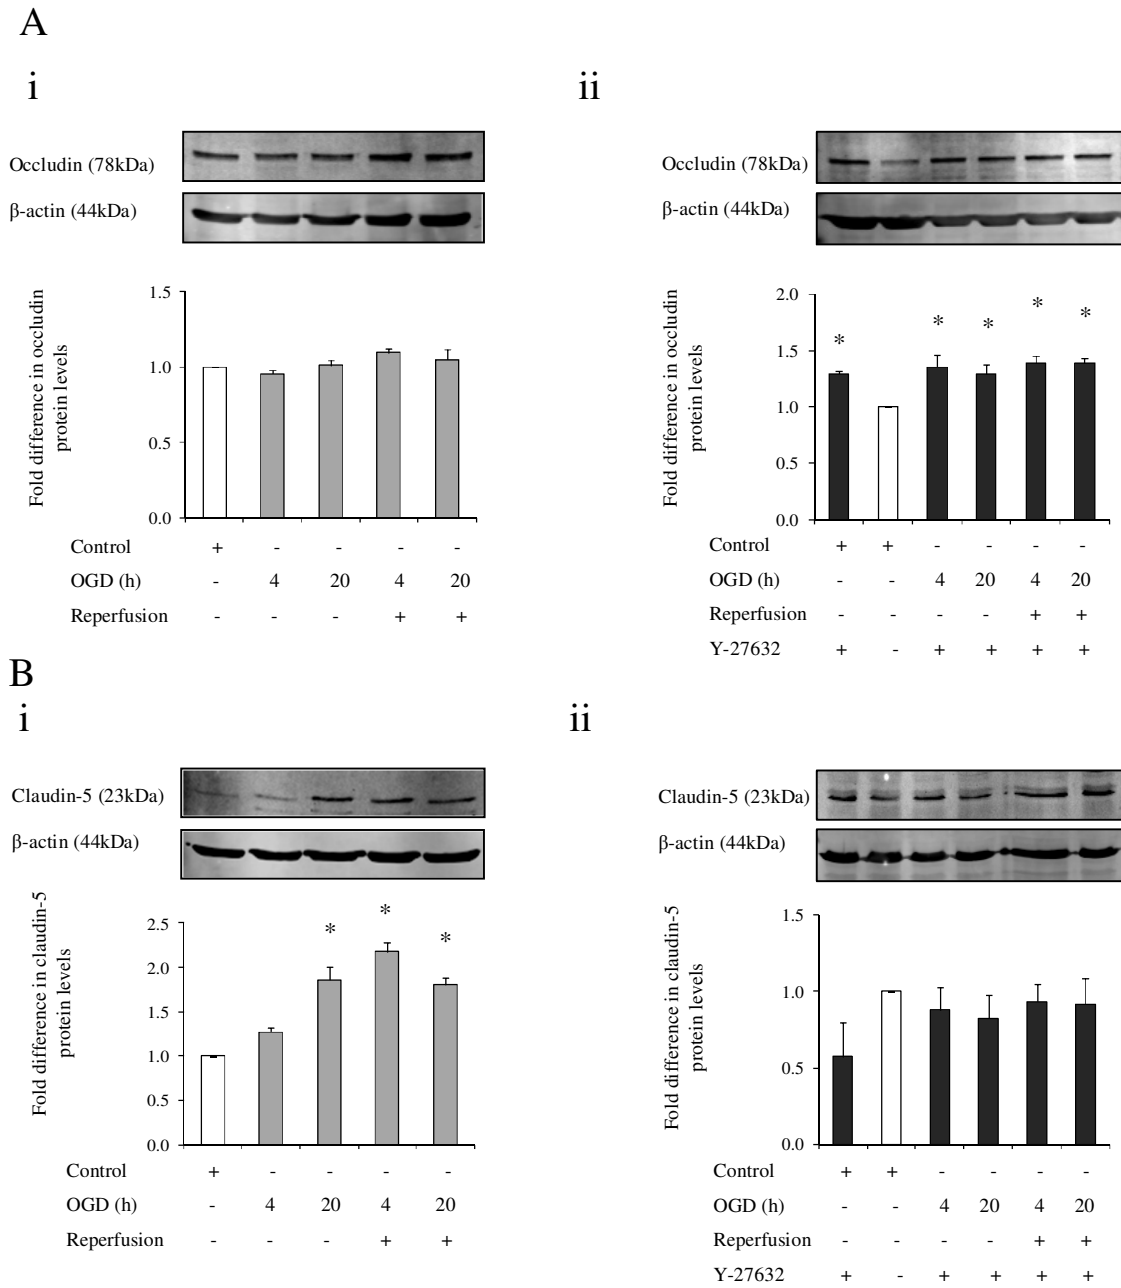 A
i
Occludin (78kDa)
β-actin (44kDa)
Fold difference in occludin
protein levels
1.5
1.0
0.5
0.0
Control + - - - -
OGD (h) - 4 20 4 20
Reperfusion - - - + +
ii
Occludin (78kDa)
β-actin (44kDa)
Fold difference in occludin
protein levels
2.0
1.5
1.0
0.5
0.0
* * * * *
Control + + - - - -
OGD (h) - - 4 20 4 20
Reperfusion - - - - + +
Y-27632 + - + + + +
B
i
Claudin-5 (23kDa)
β-actin (44kDa)
Fold difference in claudin-5
protein levels
2.5
2.0
1.5
1.0
0.5
0.0
* * *
Control + - - - -
OGD (h) - 4 20 4 20
Reperfusion - - - + +
ii
Claudin-5 (23kDa)
β-actin (44kDa)
Fold difference in claudin-5
protein levels
1.5
1.0
0.5
0.0
Control + + - - - -
OGD (h) - - 4 20 4 20
Reperfusion - - - - + +
Y-27632 + - + + + +